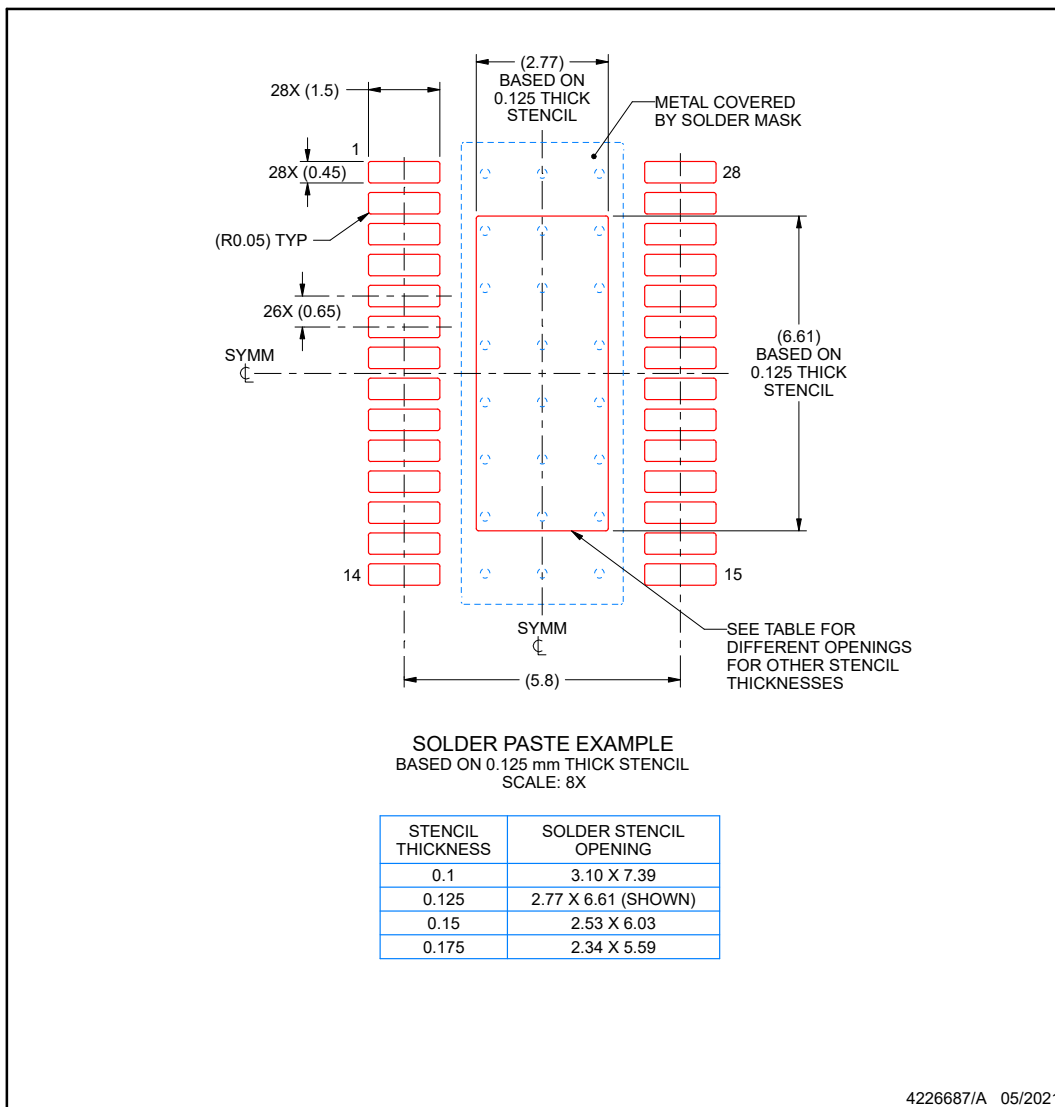 (2.77)
BASED ON
0.125 THICK
STENCIL
28X (1.5)
METAL COVERED
BY SOLDER MASK
1
28X (0.45)
28
(R0.05) TYP
26X (0.65)
SYMM
℄
(6.61)
BASED ON
0.125 THICK
STENCIL
14
15
SYMM
℄
SEE TABLE FOR
DIFFERENT OPENINGS
FOR OTHER STENCIL
THICKNESSES
(5.8)
SOLDER PASTE EXAMPLE
BASED ON 0.125 mm THICK STENCIL
SCALE: 8X
STENCIL
THICKNESS
SOLDER STENCIL
OPENING
0.1
3.10 X 7.39
0.125
2.77 X 6.61 (SHOWN)
0.15
2.53 X 6.03
0.175
2.34 X 5.59
4226687/A 05/2021